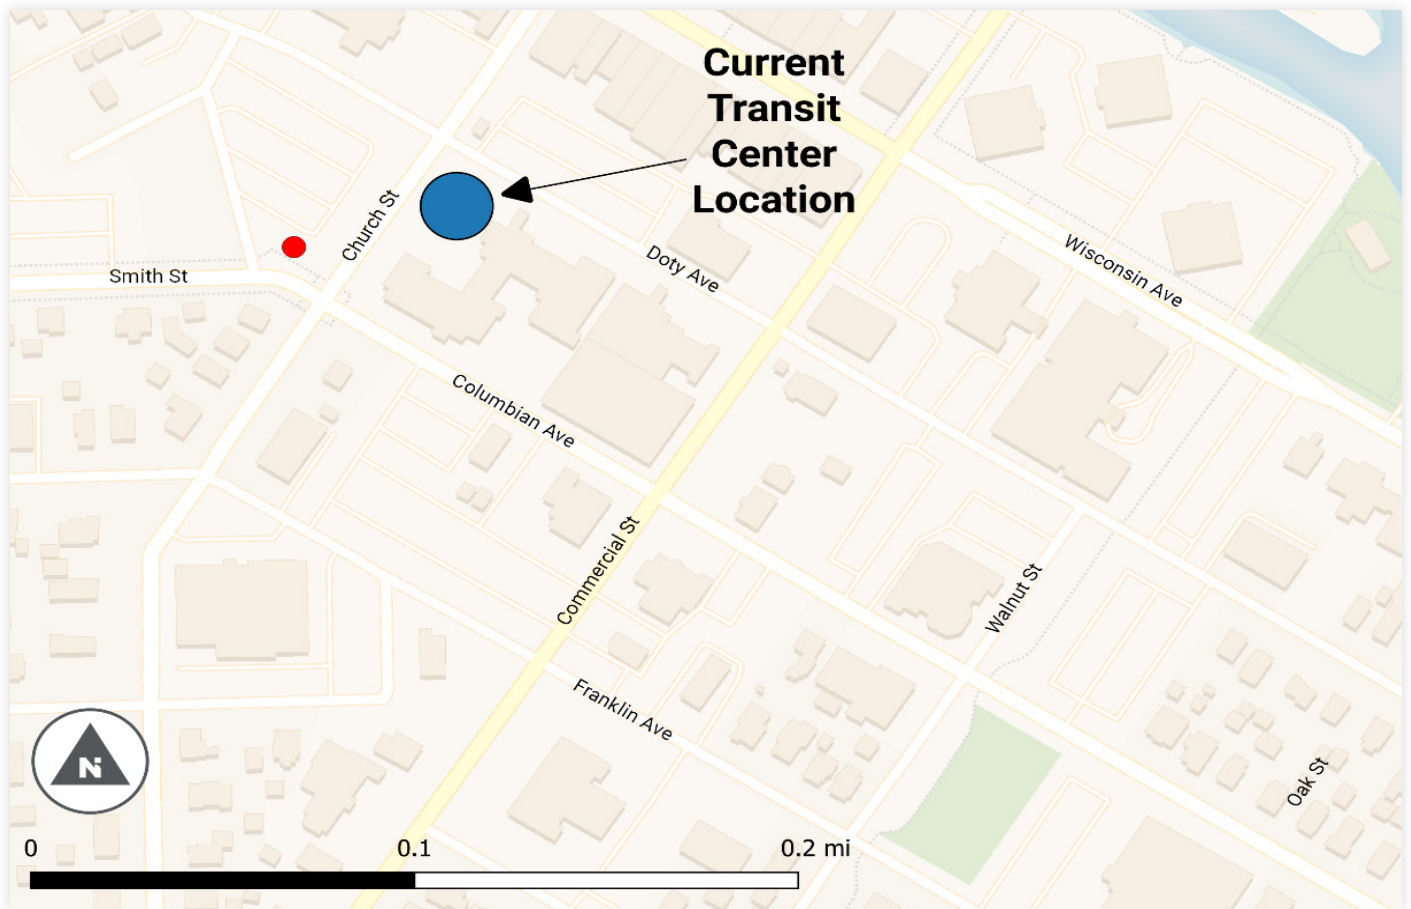 Current
Transit
Center
Location
Church St
Smith St
Doty Ave
Wisconsin Ave
Columbian Ave
Commercial St
Walnut St
Franklin Ave
Oak St
N
0 0.1 0.2 mi